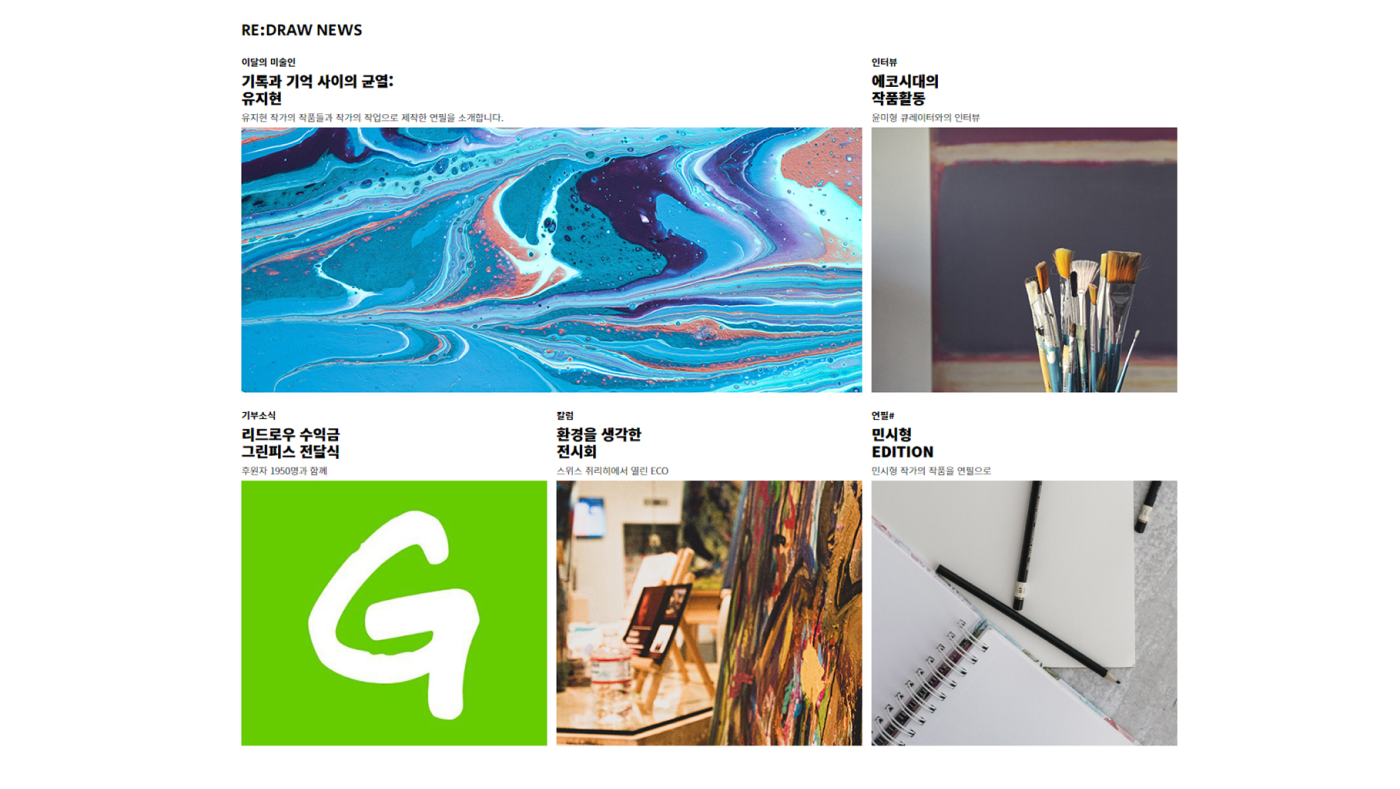 RE:DRAW NEWS
이달의 미술인
기록과 기억 사이의 균열:
유지현
유지현 작가의 작품들과 작가의 작업으로 제작한 연필을 소개합니다.
인터뷰
에코시대의
작품활동
윤미형 큐레이터와의 인터뷰
기부소식
리드로우 수익금
그린피스 전달식
후원자 1950명과 함께
칼럼
환경을 생각한
전시회
스위스 취리히에서 열린 ECO
연필#
민시형
EDITION
민시형 작가의 작품을 연필으로
G